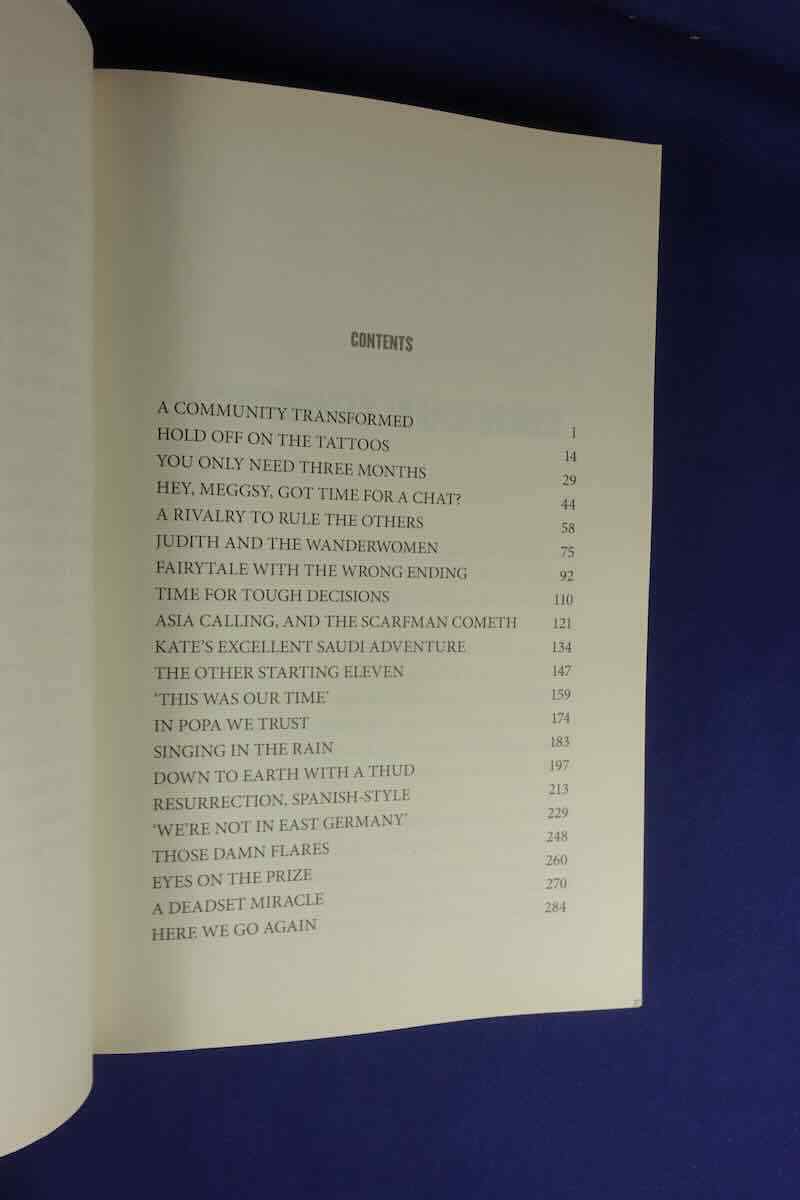 CONTENTS
A COMMUNITY TRANSFORMED 1
HOLD OFF ON THE TATTOOS 14
YOU ONLY NEED THREE MONTHS 29
HEY, MEGGSY, GOT TIME FOR A CHAT? 44
A RIVALRY TO RULE THE OTHERS 58
JUDITH AND THE WANDERWOMEN 75
FAIRYTALE WITH THE WRONG ENDING 92
TIME FOR TOUGH DECISIONS 110
ASIA CALLING, AND THE SCARFMAN COMETH 121
KATE'S EXCELLENT SAUDI ADVENTURE 134
THE OTHER STARTING ELEVEN 147
'THIS WAS OUR TIME' 159
IN POPA WE TRUST 174
SINGING IN THE RAIN 183
DOWN TO EARTH WITH A THUD 197
RESURRECTION, SPANISH-STYLE 213
'WE'RE NOT IN EAST GERMANY' 229
THOSE DAMN FLARES 248
EYES ON THE PRIZE 260
A DEADSET MIRACLE 270
HERE WE GO AGAIN 284